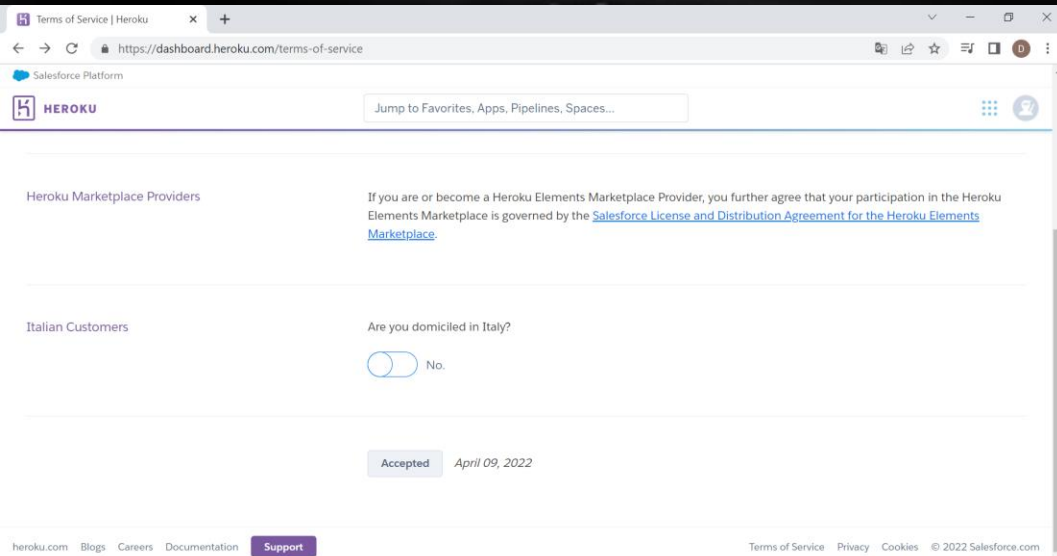 Terms of Service | Heroku
https://dashboard.heroku.com/terms-of-service
D
Salesforce Platform
HEROKU
Jump to Favorites, Apps, Pipelines, Spaces...
Heroku Marketplace Providers
If you are or become a Heroku Elements Marketplace Provider, you further agree that your participation in the Heroku
Elements Marketplace is governed by the Salesforce License and Distribution Agreement for the Heroku Elements
Marketplace.
Italian Customers
Are you domiciled in Italy?
No.
Accepted April 09, 2022
heroku.com Blogs Careers Documentation Support Terms of Service Privacy Cookies © 2022 Salesforce.com